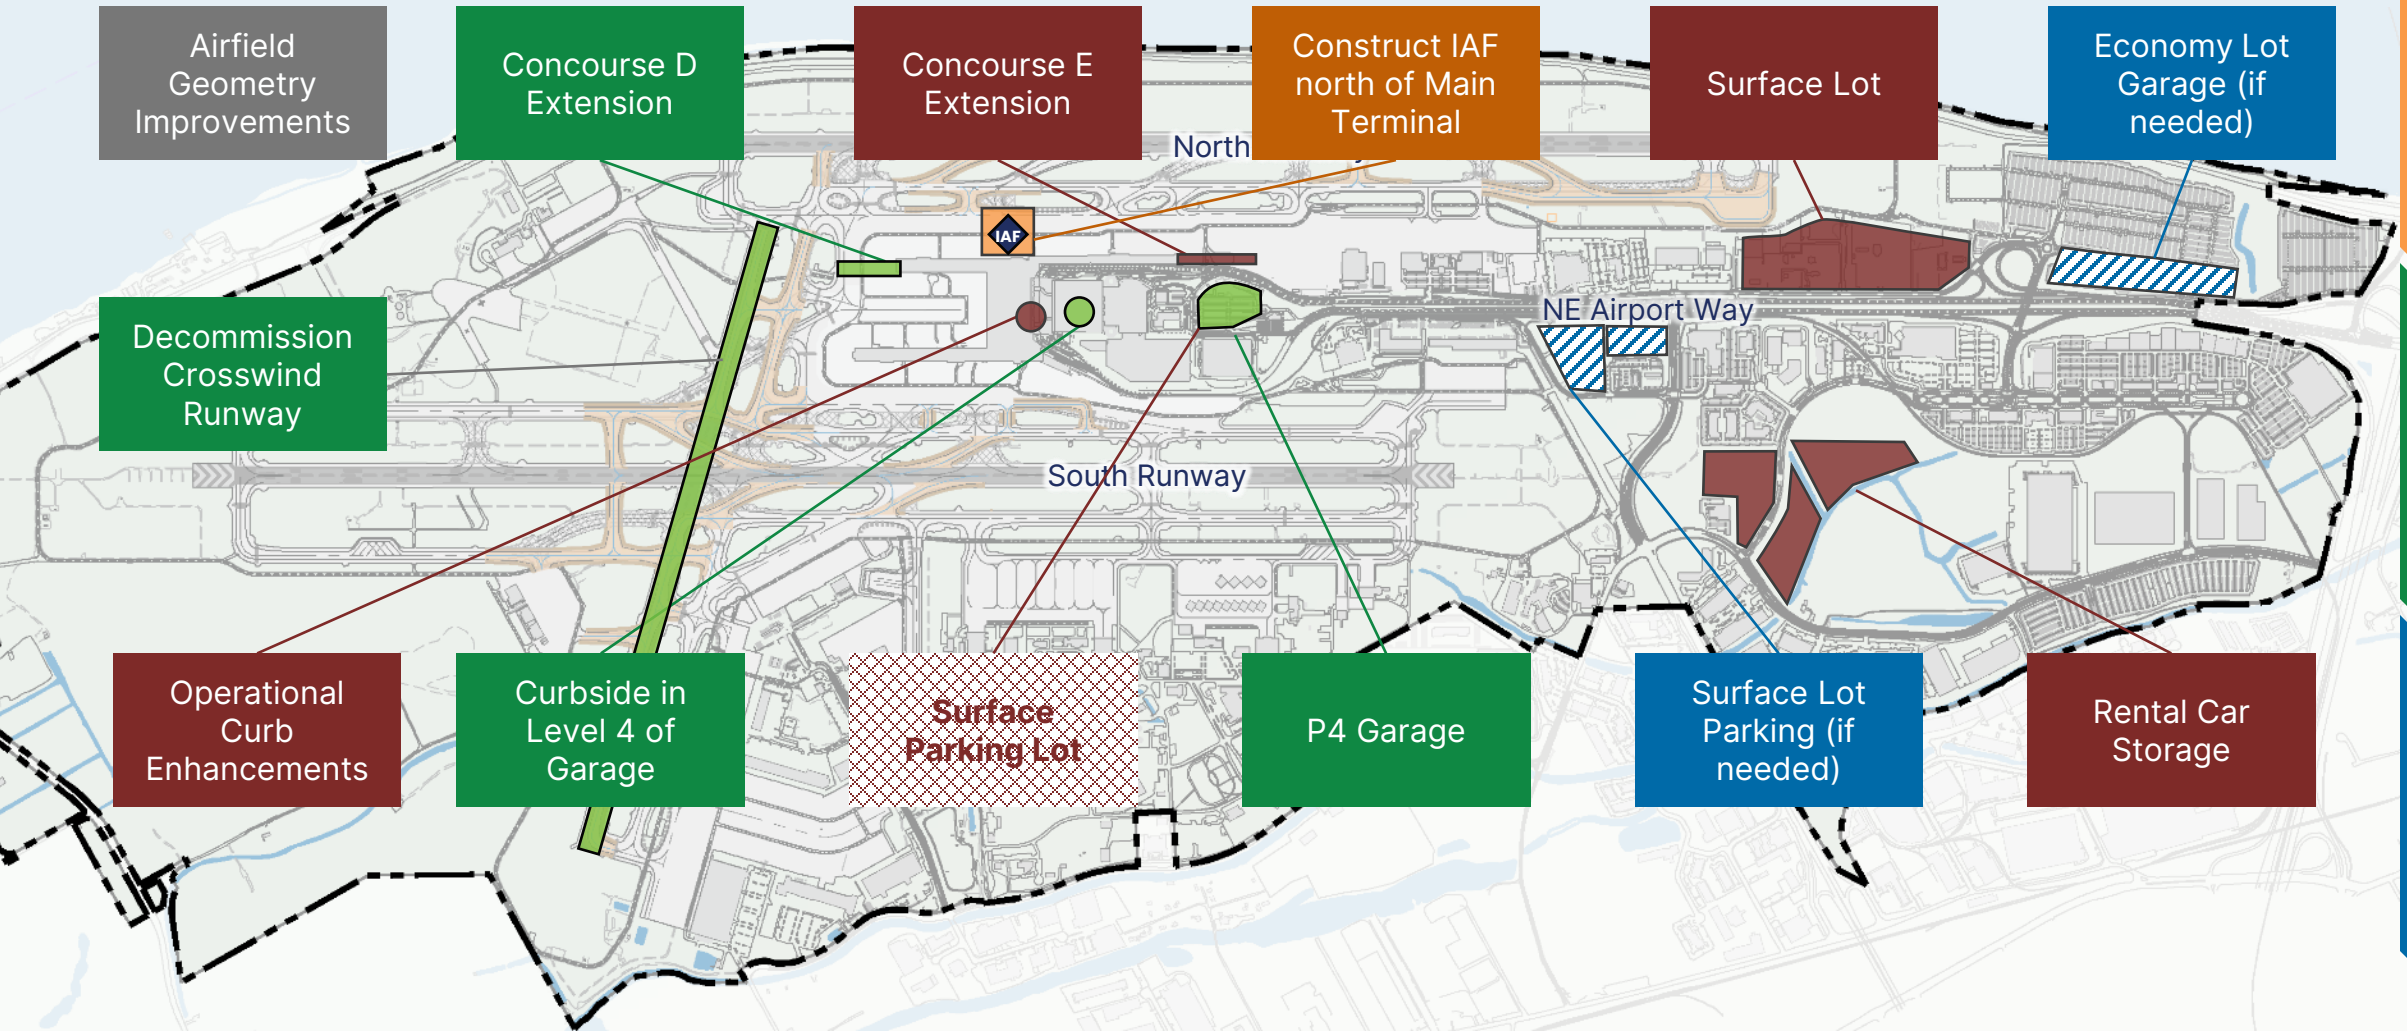 Airfield
Geometry
Improvements
Concourse D
Extension
Concourse E
Extension
Construct IAF
north of Main
Terminal
Surface Lot
Economy Lot
Garage (if
needed)
North
IAF
Decommission
Crosswind
Runway
NE Airport Way
South Runway
Operational
Curb
Enhancements
Curbside in
Level 4 of
Garage
Surface
Parking Lot
P4 Garage
Surface Lot
Parking (if
needed)
Rental Car
Storage